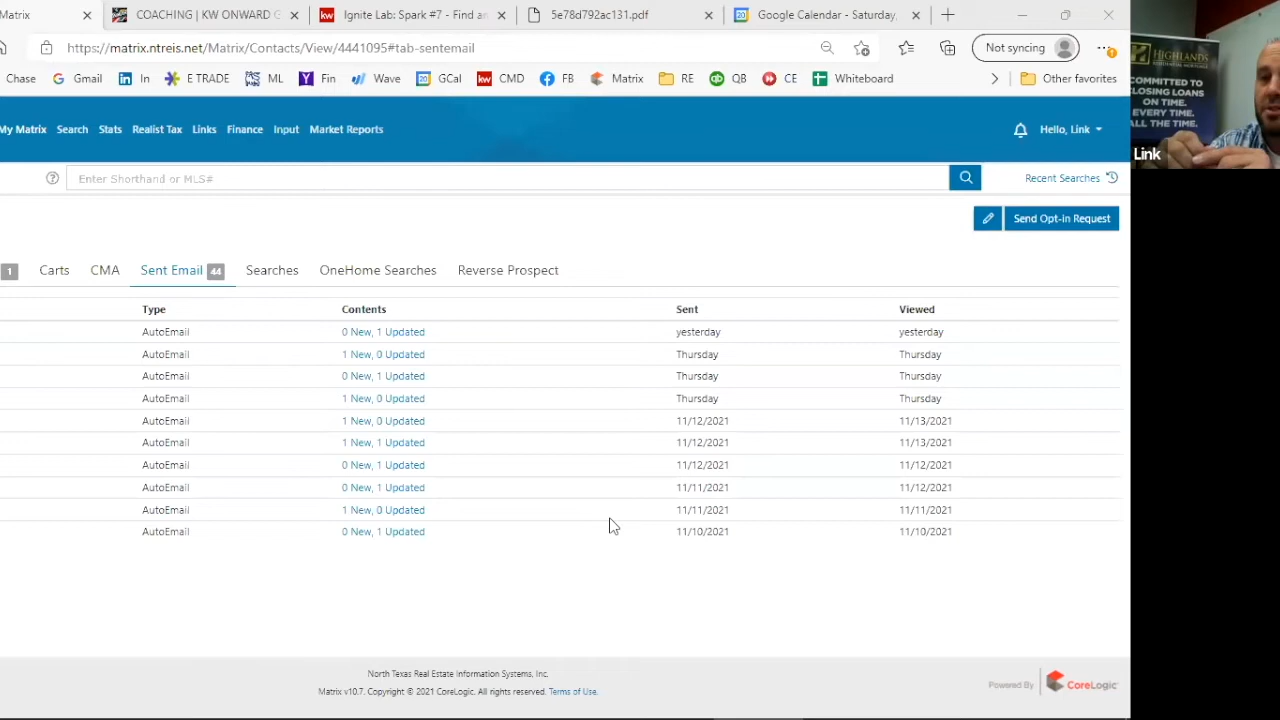 Matrix
COACHING | KW ONWARD G
Ignite Lab: Spark #7 - Find an
5e78d792ac131.pdf
Google Calendar - Saturday,
https://matrix.ntreis.net/Matrix/Contacts/View/4441095#tab-sentemail
Not syncing
Chase Gmail In E TRADE ML Fin Wave GCal CMD FB Matrix RE QB CE Whiteboard Other favorites
My Matrix Search Stats Realist Tax Links Finance Input Market Reports Hello, Link
Enter Shorthand or MLS# Recent Searches
Send Opt-In Request
1 Carts CMA Sent Email 44 Searches OneHome Searches Reverse Prospect
Type Contents Sent Viewed
AutoEmail 0 New, 1 Updated yesterday yesterday
AutoEmail 1 New, 0 Updated Thursday Thursday
AutoEmail 0 New, 1 Updated Thursday Thursday
AutoEmail 1 New, 0 Updated Thursday Thursday
AutoEmail 1 New, 0 Updated 11/12/2021 11/13/2021
AutoEmail 1 New, 0 Updated 11/12/2021 11/13/2021
AutoEmail 0 New, 1 Updated 11/12/2021 11/12/2021
AutoEmail 0 New, 1 Updated 11/11/2021 11/12/2021
AutoEmail 1 New, 0 Updated 11/11/2021 11/11/2021
AutoEmail 0 New, 1 Updated 11/10/2021 11/10/2021
North Texas Real Estate Information Systems, Inc.
Matrix v10.7. Copyright © 2021 CoreLogic. All rights reserved. Terms of Use.
Powered By CoreLogic
HIGHLANDS
RESIDENTIAL MORTGAGE
COMMITTED TO
CLOSING LOANS
ON TIME.
EVERY TIME.
ALL THE TIME.
Link